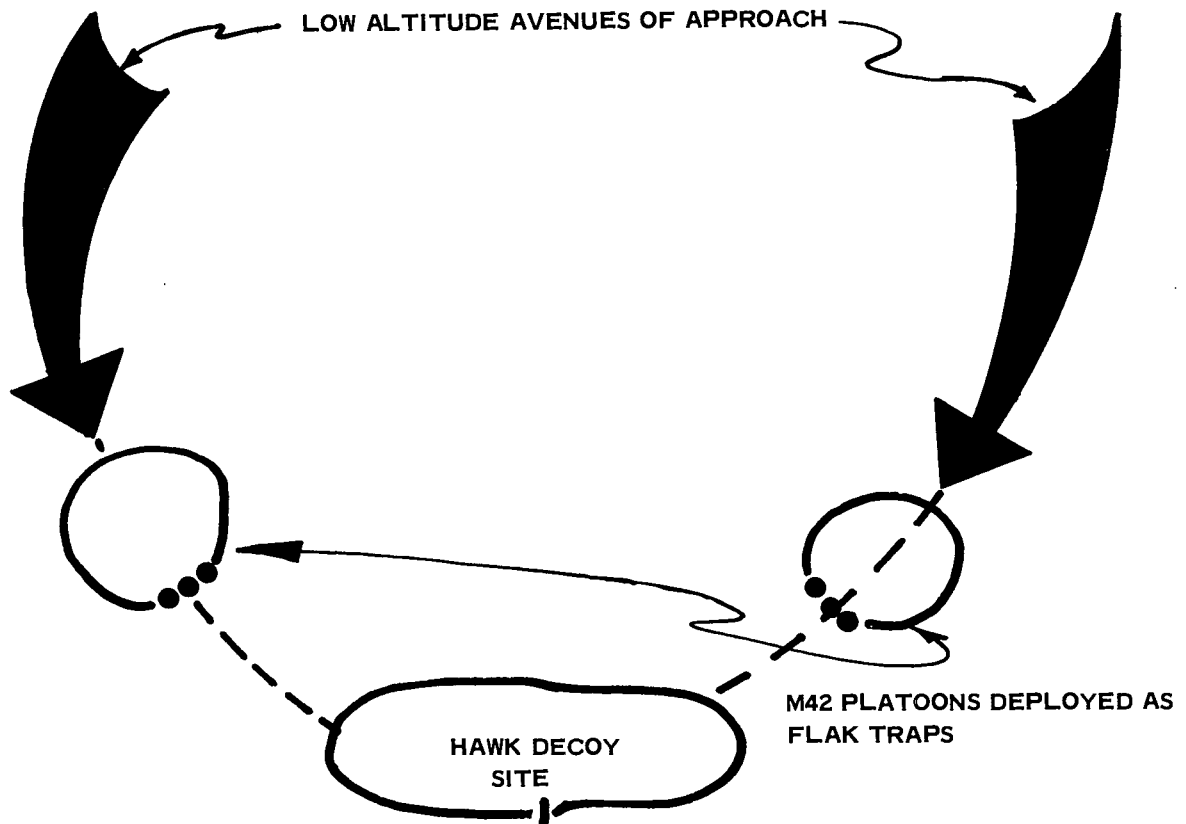 LOW ALTITUDE AVENUES OF APPROACH
M42 PLATOONS DEPLOYED AS
FLAK TRAPS
HAWK DECOY
SITE